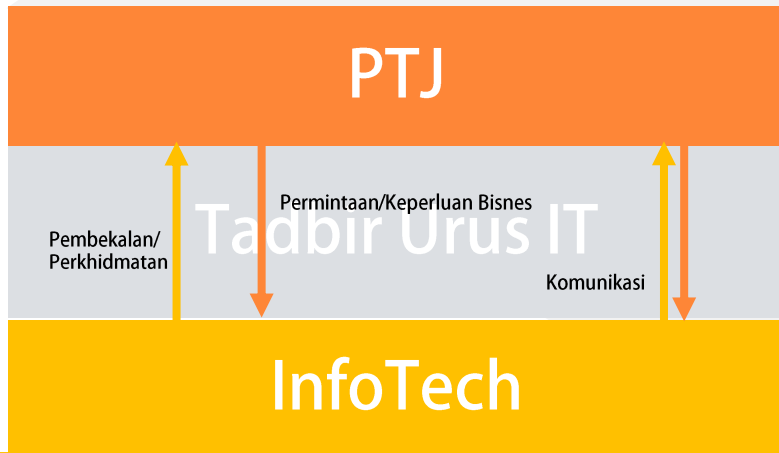 PTJ
Permintaan/Keperluan Bisnes
Tadbir Urus IT
Pembekalan/
Perkhidmatan
Komunikasi
InfoTech